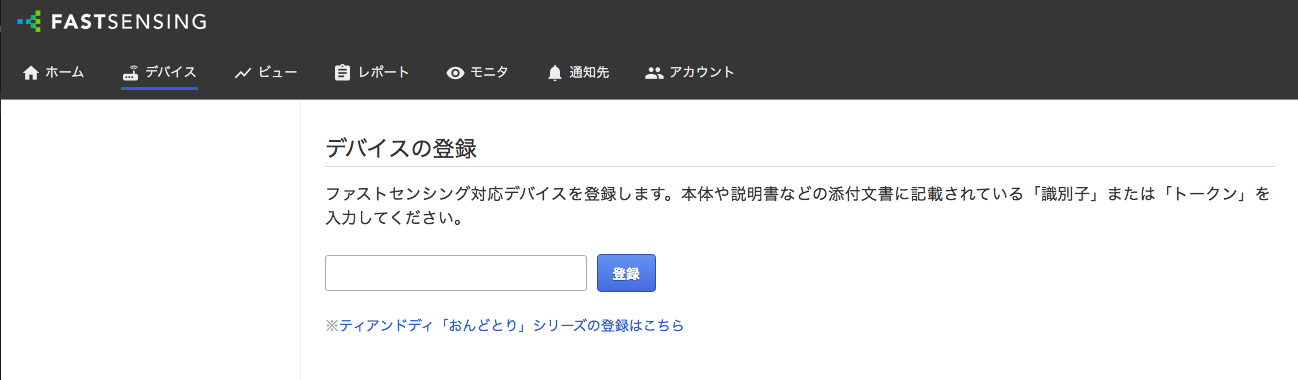 FASTSENSING
ホーム デバイス ビュー レポート モニタ 通知先 アカウント
デバイスの登録
ファストセンシング対応デバイスを登録します。本体や説明書などの添付文書に記載されている「識別子」または「トークン」を
入力してください。
登録
※ティアンドデイ「おんどとり」シリーズの登録はこちら